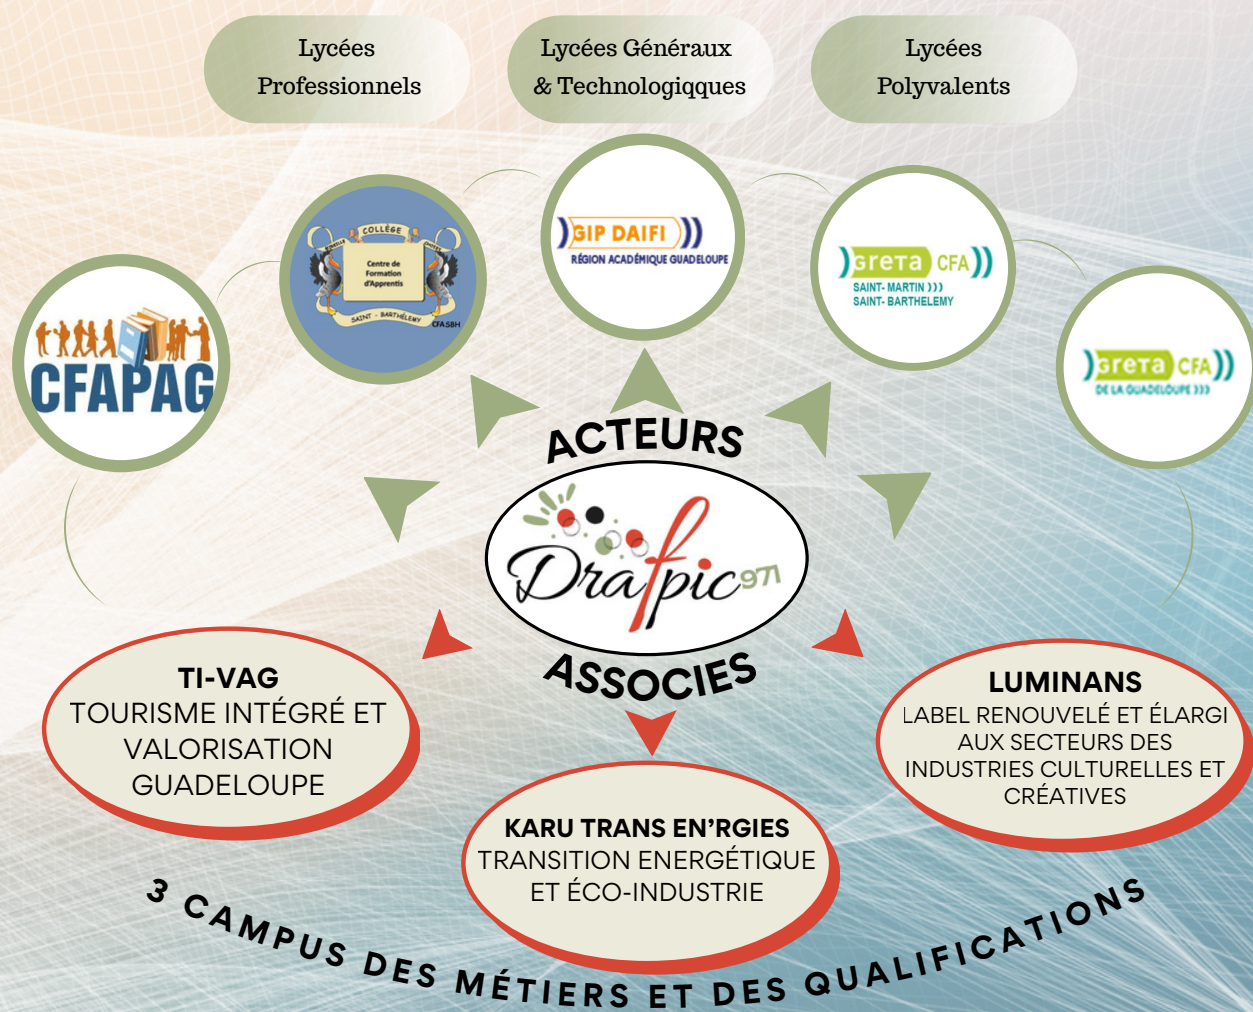 Lycées
Professionnels
Lycées Généraux
& Technologiqques
Lycées
Polyvalents
CFAPAG
COLLÈGE
Centre de
Formation
d'Apprentis
SAINT - BARTHÉLEMY
CFASBH
GIP DAIFI
RÉGION ACADÉMIQUE GUADELOUPE
GRETA CFA
SAINT- MARTIN )))
SAINT- BARTHELEMY
GRETA CFA
DE LA GUADELOUPE )))
ACTEURS
Drafpic 971
ASSOCIES
TI-VAG
TOURISME INTÉGRÉ ET
VALORISATION
GUADELOUPE
KARU TRANS EN’RGIES
TRANSITION ENERGÉTIQUE
ET ÉCO-INDUSTRIE
LUMINANS
LABEL RENOUVELÉ ET ÉLARGI
AUX SECTEURS DES
INDUSTRIES CULTURELLES ET
CRÉATIVES
3 CAMPUS DES MÉTIERS ET DES QUALIFICATIONS